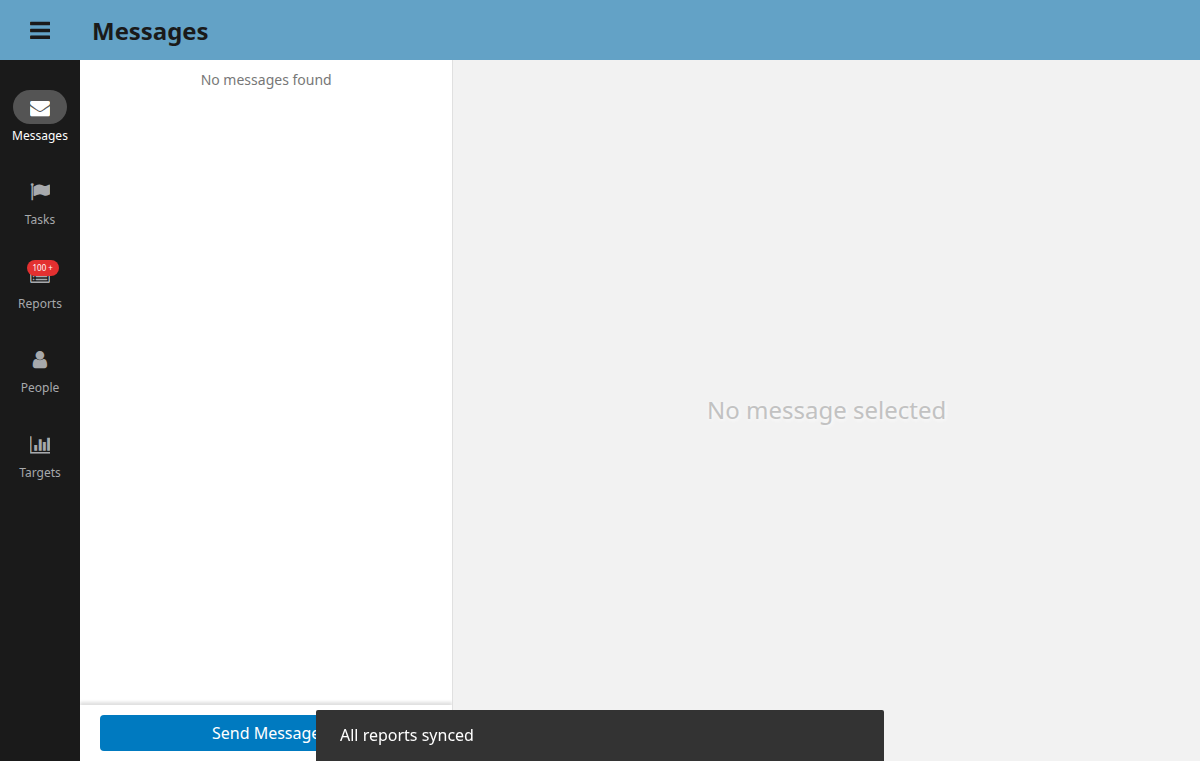 Messages
No messages found
Messages
Tasks
100 +
Reports
People
No message selected
Targets
Send Message
All reports synced